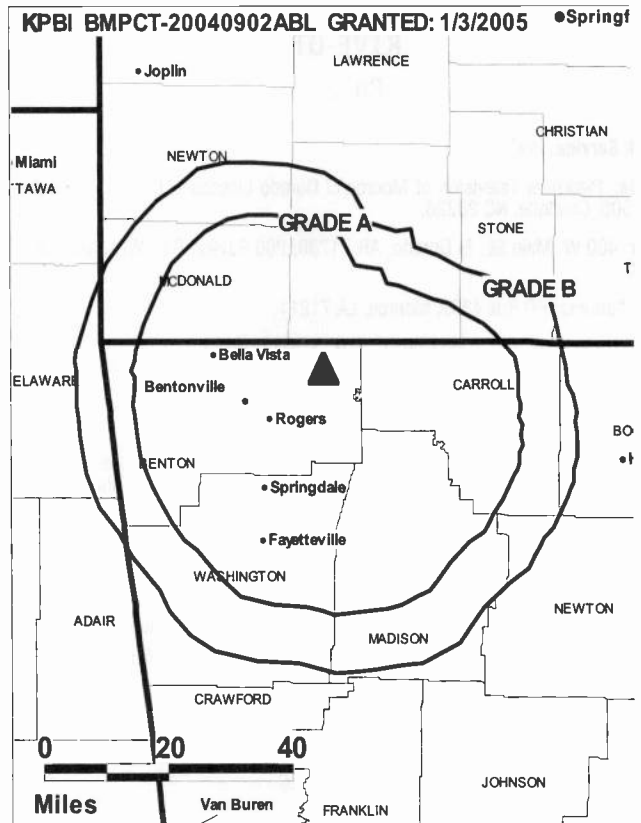 KPBI BMPCT-20040902ABL GRANTED: 1/3/2005
Springf
LAWRENCE
Joplin
CHRISTIAN
NEWTON
Miami
TAWA
GRADE A
STONE
MCDONALD
GRADE B
T
Bella Vista
ELAWARE
Bentonville
CARROLL
Rogers
BO
BENTON
Springdale
Fayetteville
WASHINGTON
NEWTON
ADAIR
MADISON
CRAWFORD
0 20 40
JOHNSON
Miles
Van Buren
FRANKLIN